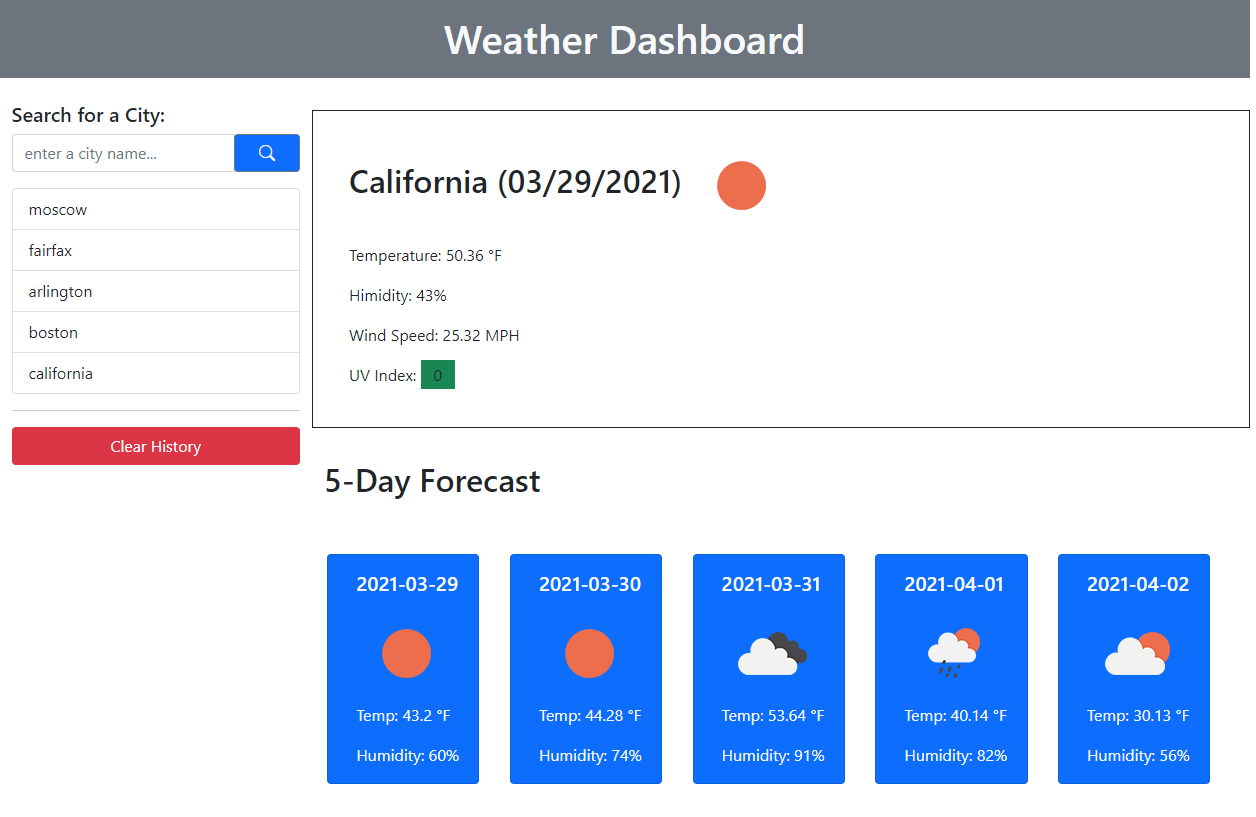 Weather Dashboard
Search for a City:
enter a city name...
moscow
fairfax
arlington
boston
california
Clear History
California (03/29/2021)
Temperature: 50.36 °F
Himidity: 43%
Wind Speed: 25.32 MPH
UV Index: 0
5-Day Forecast
2021-03-29
Temp: 43.2 °F
Humidity: 60%
2021-03-30
Temp: 44.28 °F
Humidity: 74%
2021-03-31
Temp: 53.64 °F
Humidity: 91%
2021-04-01
Temp: 40.14 °F
Humidity: 82%
2021-04-02
Temp: 30.13 °F
Humidity: 56%